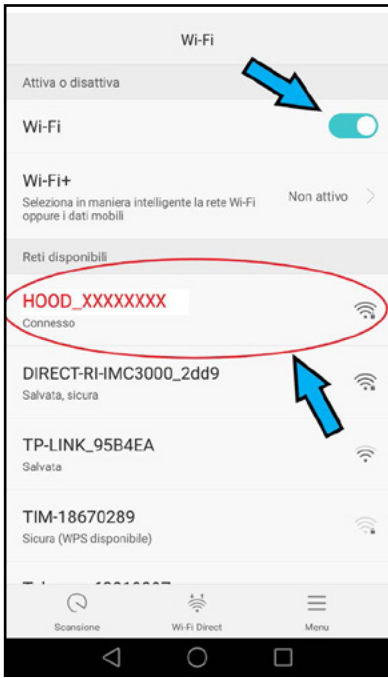 Wi-Fi
Attiva o disattiva
Wi-Fi
Wi-Fi+
Seleziona in maniera intelligente la rete Wi-Fi
oppure i dati mobili
Non attivo
Reti disponibili
HOOD_XXXXXXXX
Connesso
DIRECT-RI-IMC3000_2dd9
Salvata, sicura
TP-LINK_95B4EA
Salvata
TIM-18670289
Sicura (WPS disponibile)
Scansione
Wi-Fi Direct
Menu